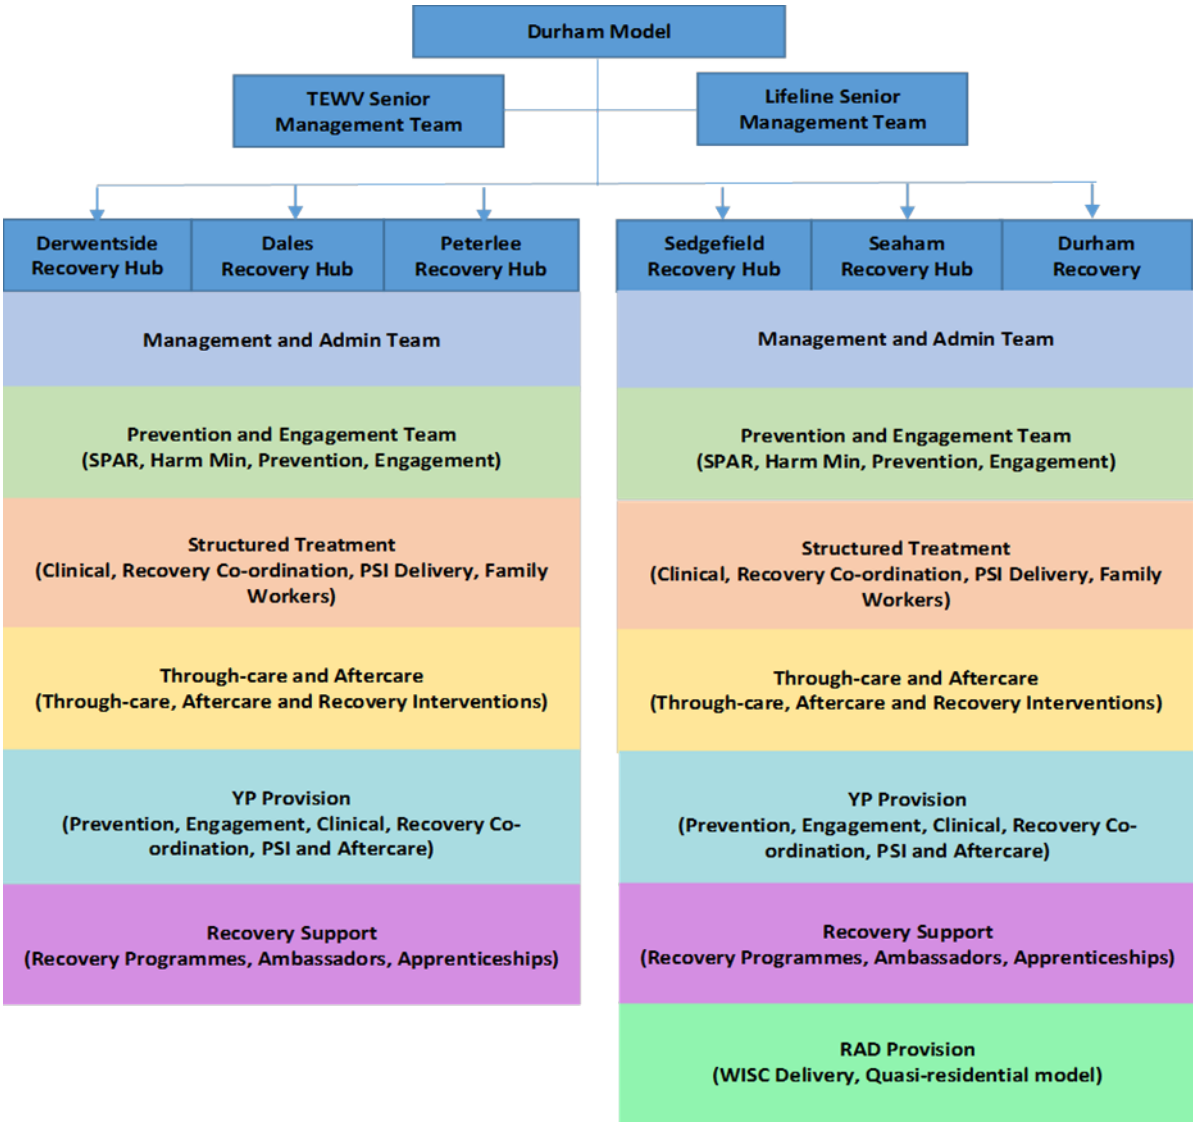 Durham Model
TEWV Senior
Management Team
Lifeline Senior
Management Team
Derwentside
Recovery Hub
Dales
Recovery Hub
Peterlee
Recovery Hub
Sedgefield
Recovery Hub
Seaham
Recovery Hub
Durham
Recovery
Management and Admin Team
Prevention and Engagement Team
(SPAR, Harm Min, Prevention, Engagement)
Structured Treatment
(Clinical, Recovery Co-ordination, PSI Delivery, Family
Workers)
Through-care and Aftercare
(Through-care, Aftercare and Recovery Interventions)
YP Provision
(Prevention, Engagement, Clinical, Recovery Co-
ordination, PSI and Aftercare)
Recovery Support
(Recovery Programmes, Ambassadors, Apprenticeships)
Management and Admin Team
Prevention and Engagement Team
(SPAR, Harm Min, Prevention, Engagement)
Structured Treatment
(Clinical, Recovery Co-ordination, PSI Delivery, Family
Workers)
Through-care and Aftercare
(Through-care, Aftercare and Recovery Interventions)
YP Provision
(Prevention, Engagement, Clinical, Recovery Co-
ordination, PSI and Aftercare)
Recovery Support
(Recovery Programmes, Ambassadors, Apprenticeships)
RAD Provision
(WISC Delivery, Quasi-residential model)